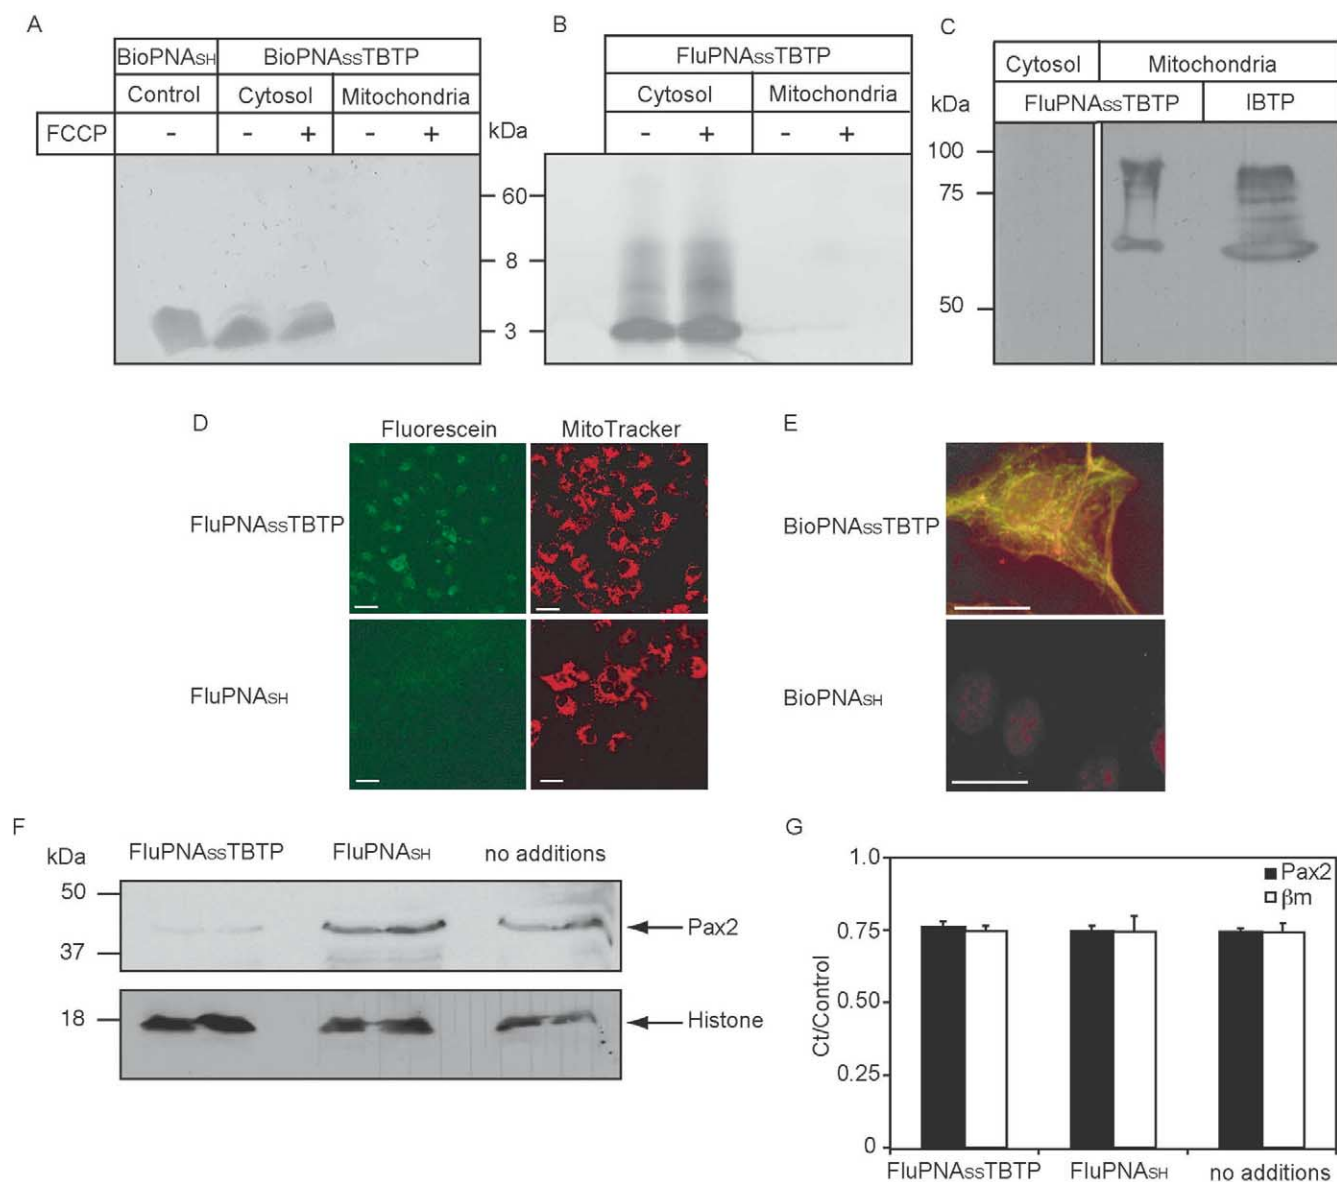 A
BioPNASH BioPNASSTBTP
Control Cytosol Mitochondria
FCCP - - + - + kDa
60
8
3
B
FluPNASSTBTP
Cytosol Mitochondria
- + - +
C
Cytosol Mitochondria
kDa FluPNASSTBTP IBTP
100
75
50
D
Fluorescein MitoTracker
FluPNASSTBTP
FluPNASH
E
BioPNASSTBTP
BioPNASH
F
kDa FluPNASSTBTP FluPNASH no additions
50
Pax2
37
18 Histone
G
1.0
Pax2
βm
0.75
0.50
0.25
0
Ct/Control
FluPNASSTBTP FluPNASH no additions